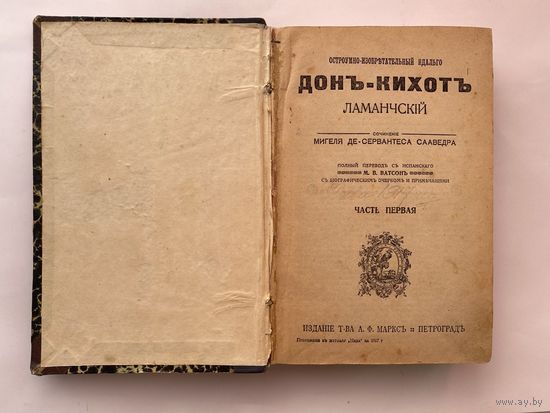 ОСТРОУМНО-ИЗОБРѢТАТЕЛЬНЫЙ ИДАЛЬГО
ДОНЪ-КИХОТЪ
ЛАМАНЧСКІЙ
СОЧИНЕНІЕ
МИГЕЛЯ ДЕ-СЕРВАНТЕСА СААВЕДРА
ПОЛНЫЙ ПЕРЕВОДЪ СЪ ИСПАНСКАГО
М. В. ВАТСОНЪ
СЪ БІОГРАФИЧЕСКИМЪ ОЧЕРКОМЪ И ПРИМѢЧАНІЯМИ
ЧАСТЬ ПЕРВАЯ
ИЗДАНІЕ Т-ВА А. Ф. МАРКСЪ ПЕТРОГРАДЪ
Приложеніе къ журналу „Нива" на 1917 г
www.ay.by